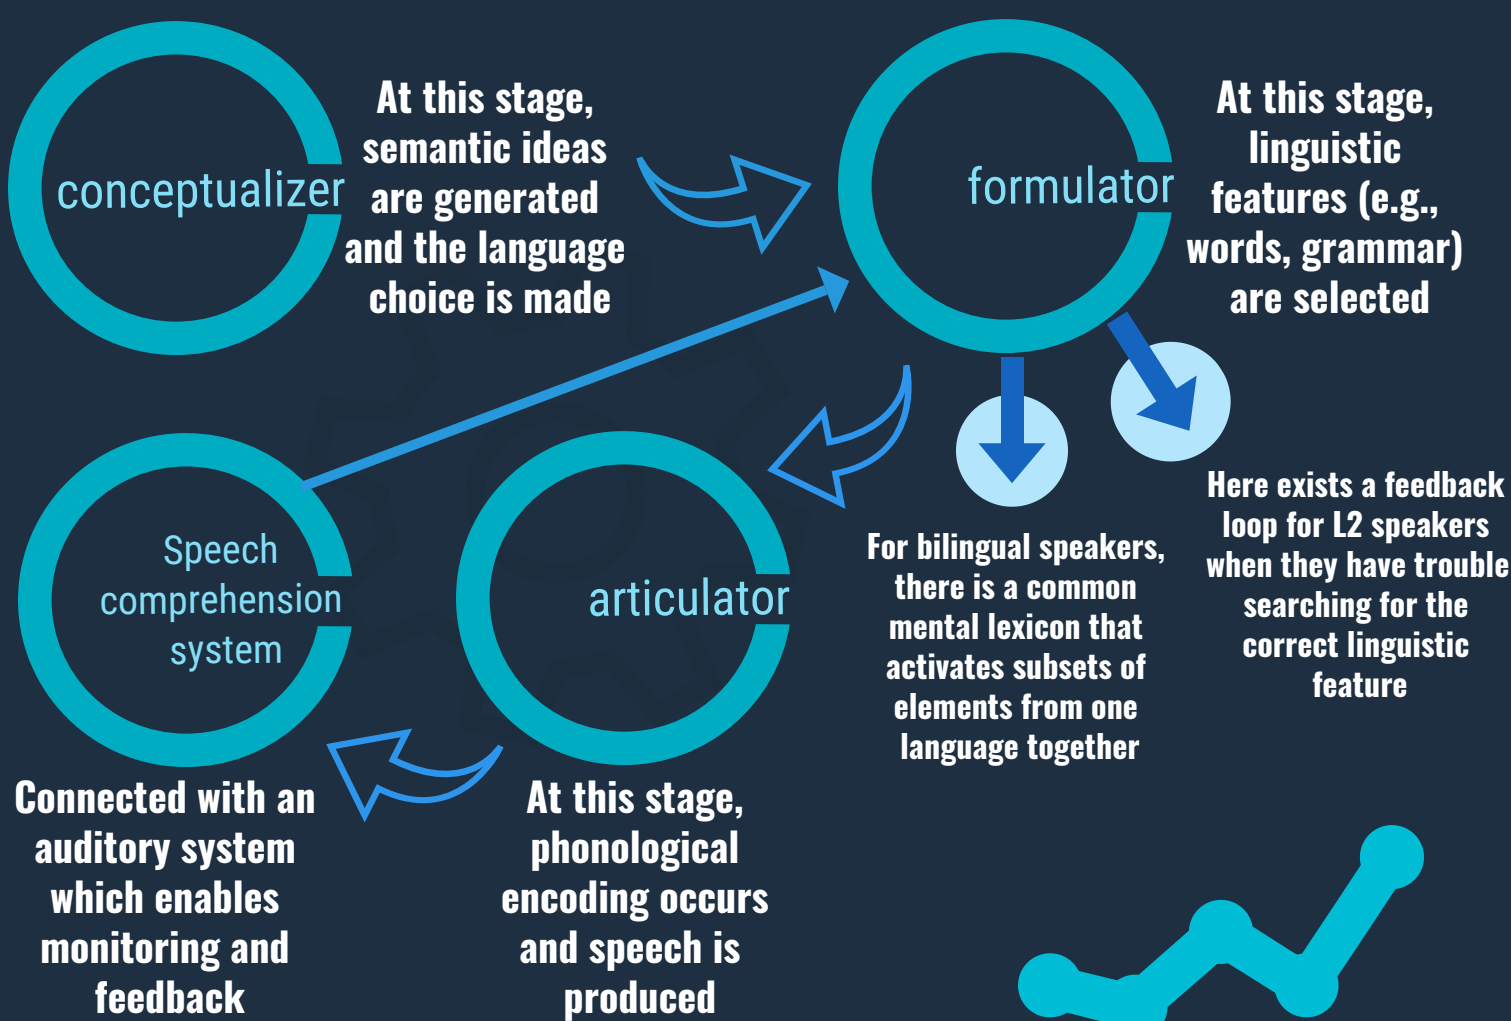 conceptualizer
At this stage,
semantic ideas
are generated
and the language
choice is made
formulator
At this stage,
linguistic
features (e.g.,
words, grammar)
are selected
Speech
comprehension
system
Connected with an
auditory system
which enables
monitoring and
feedback
articulator
At this stage,
phonological
encoding occurs
and speech is
produced
For bilingual speakers,
there is a common
mental lexicon that
activates subsets of
elements from one
language together
Here exists a feedback
loop for L2 speakers
when they have trouble
searching for the
correct linguistic
feature